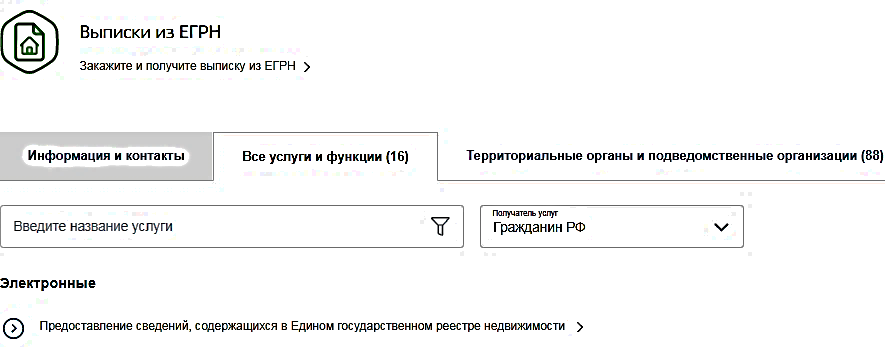 Выписки из ЕГРН
Закажите и получите выписку из ЕГРН
Информация и контакты
Все услуги и функции (16)
Территориальные органы и подведомственные организации (88)
Введите название услуги
Получатель услуг
Гражданин РФ
Электронные
Предоставление сведений, содержащихся в Едином государственном реестре недвижимости